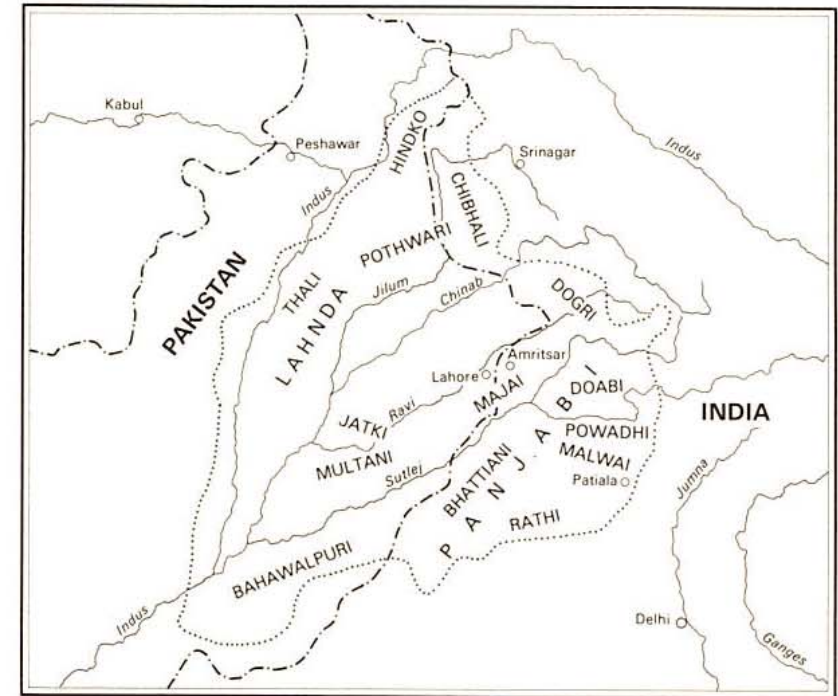 Kabul
Peshawar
Indus
HINDKO
Srinagar
Indus
CHIBHALI
POTHWARI
PAKISTAN
THALI
LAHNDA
Jilum
Chinab
DOGRI
Amritsar
Lahore
MAJAI
DOABI
INDIA
Ravi
JATKI
POWADHI
MULTANI
MALWAI
Sutlej
BHATTIANI
PANJABI
Patiala
Jumna
RATHI
BAHAWALPURI
Indus
Delhi
Ganges